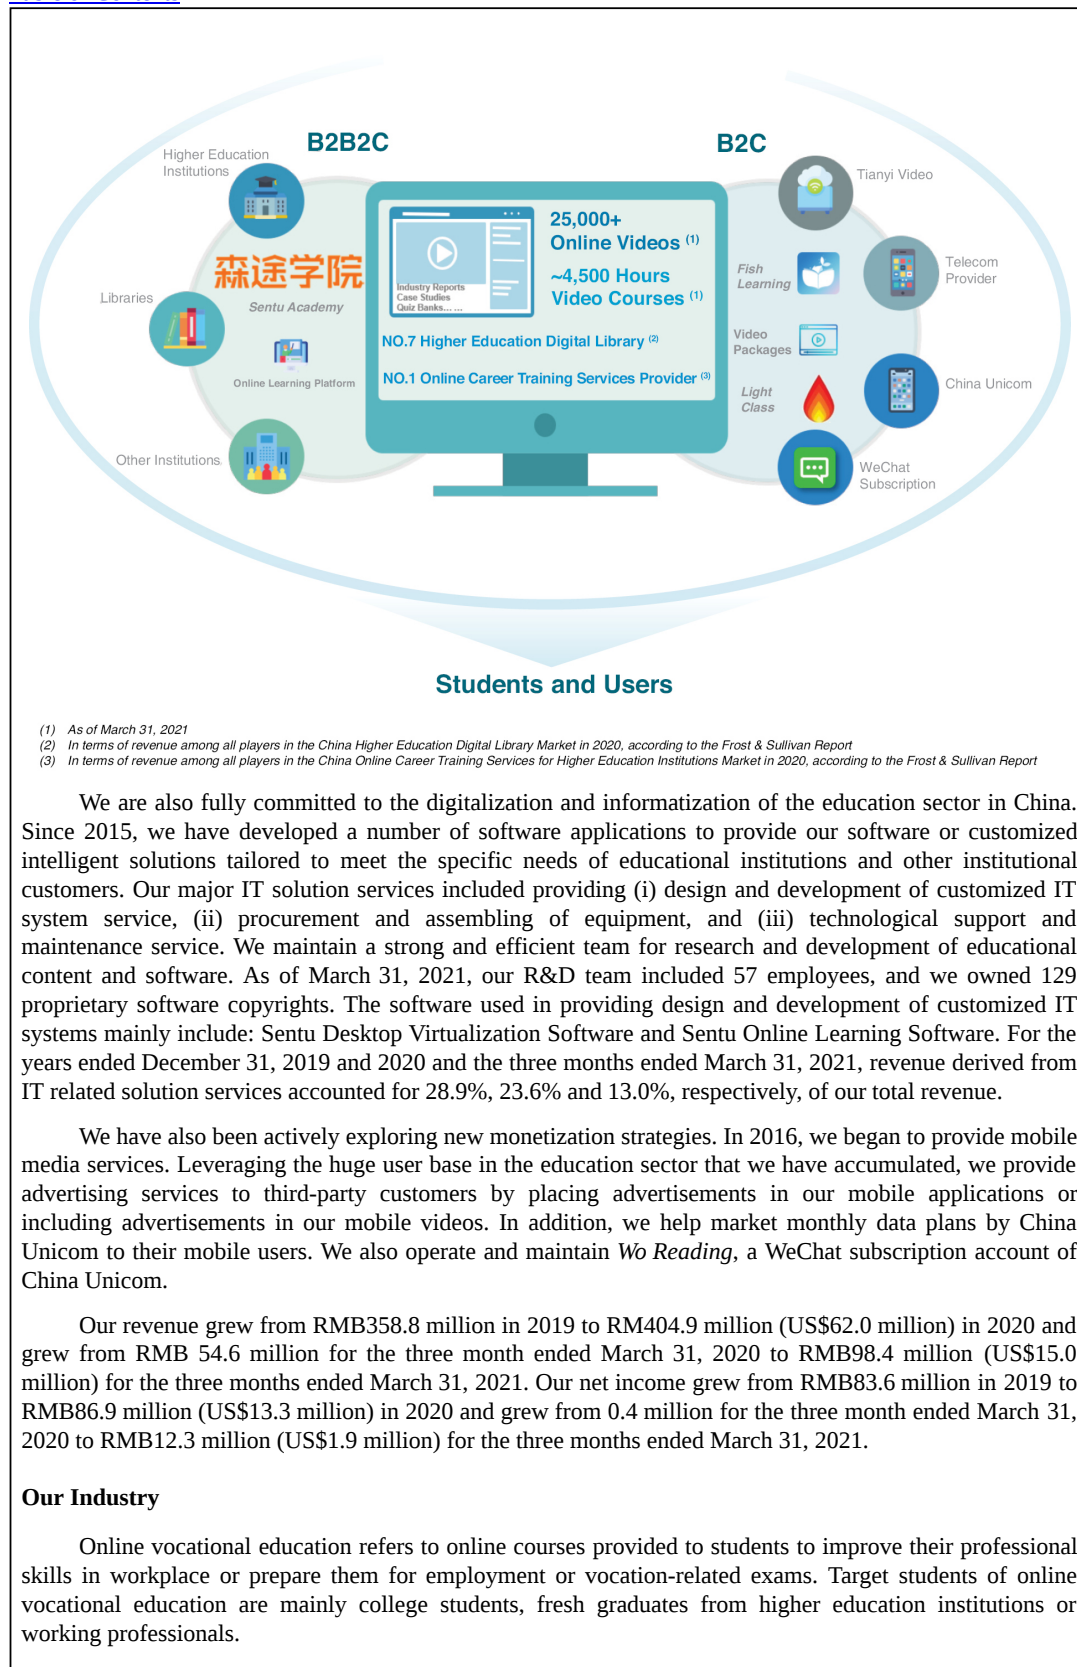 B2B2C
B2C
Higher Education
Institutions
Tianyi Video
25,000+
Online Videos (1)
~4,500 Hours
Video Courses (1)
Industry Reports
Case Studies
Quiz Banks... ...
NO.7 Higher Education Digital Library (2)
NO.1 Online Career Training Services Provider (3)
森途学院
Sentu Academy
Online Learning Platform
Libraries
Other Institutions
Fish
Learning
Video
Packages
Light
Class
Telecom
Provider
China Unicom
WeChat
Subscription
Students and Users
(1) As of March 31, 2021
(2) In terms of revenue among all players in the China Higher Education Digital Library Market in 2020, according to the Frost & Sullivan Report
(3) In terms of revenue among all players in the China Online Career Training Services for Higher Education Institutions Market in 2020, according to the Frost & Sullivan Report
We are also fully committed to the digitalization and informatization of the education sector in China.
Since 2015, we have developed a number of software applications to provide our software or customized
intelligent solutions tailored to meet the specific needs of educational institutions and other institutional
customers. Our major IT solution services included providing (i) design and development of customized IT
system service, (ii) procurement and assembling of equipment, and (iii) technological support and
maintenance service. We maintain a strong and efficient team for research and development of educational
content and software. As of March 31, 2021, our R&D team included 57 employees, and we owned 129
proprietary software copyrights. The software used in providing design and development of customized IT
systems mainly include: Sentu Desktop Virtualization Software and Sentu Online Learning Software. For the
years ended December 31, 2019 and 2020 and the three months ended March 31, 2021, revenue derived from
IT related solution services accounted for 28.9%, 23.6% and 13.0%, respectively, of our total revenue.
We have also been actively exploring new monetization strategies. In 2016, we began to provide mobile
media services. Leveraging the huge user base in the education sector that we have accumulated, we provide
advertising services to third-party customers by placing advertisements in our mobile applications or
including advertisements in our mobile videos. In addition, we help market monthly data plans by China
Unicom to their mobile users. We also operate and maintain Wo Reading, a WeChat subscription account of
China Unicom.
Our revenue grew from RMB358.8 million in 2019 to RM404.9 million (US$62.0 million) in 2020 and
grew from RMB 54.6 million for the three month ended March 31, 2020 to RMB98.4 million (US$15.0
million) for the three months ended March 31, 2021. Our net income grew from RMB83.6 million in 2019 to
RMB86.9 million (US$13.3 million) in 2020 and grew from 0.4 million for the three month ended March 31,
2020 to RMB12.3 million (US$1.9 million) for the three months ended March 31, 2021.
Our Industry
Online vocational education refers to online courses provided to students to improve their professional
skills in workplace or prepare them for employment or vocation-related exams. Target students of online
vocational education are mainly college students, fresh graduates from higher education institutions or
working professionals.